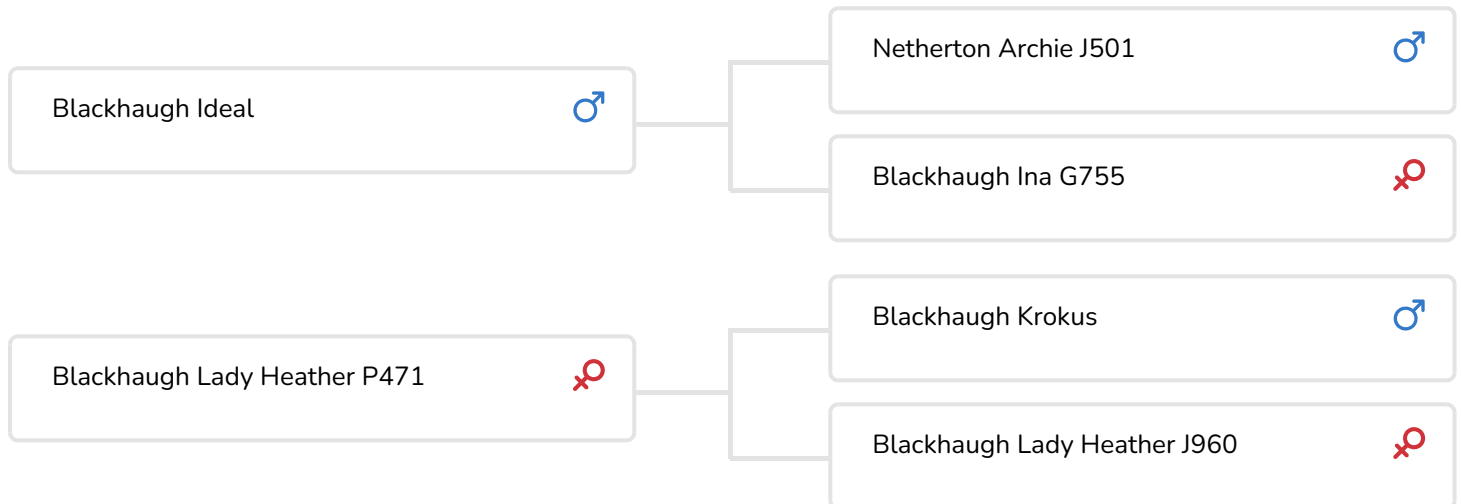 Netherton Archie J501
Blackhaugh Ideal
Blackhaugh Ina G755
Blackhaugh Krokus
Blackhaugh Lady Heather P471
Blackhaugh Lady Heather J960